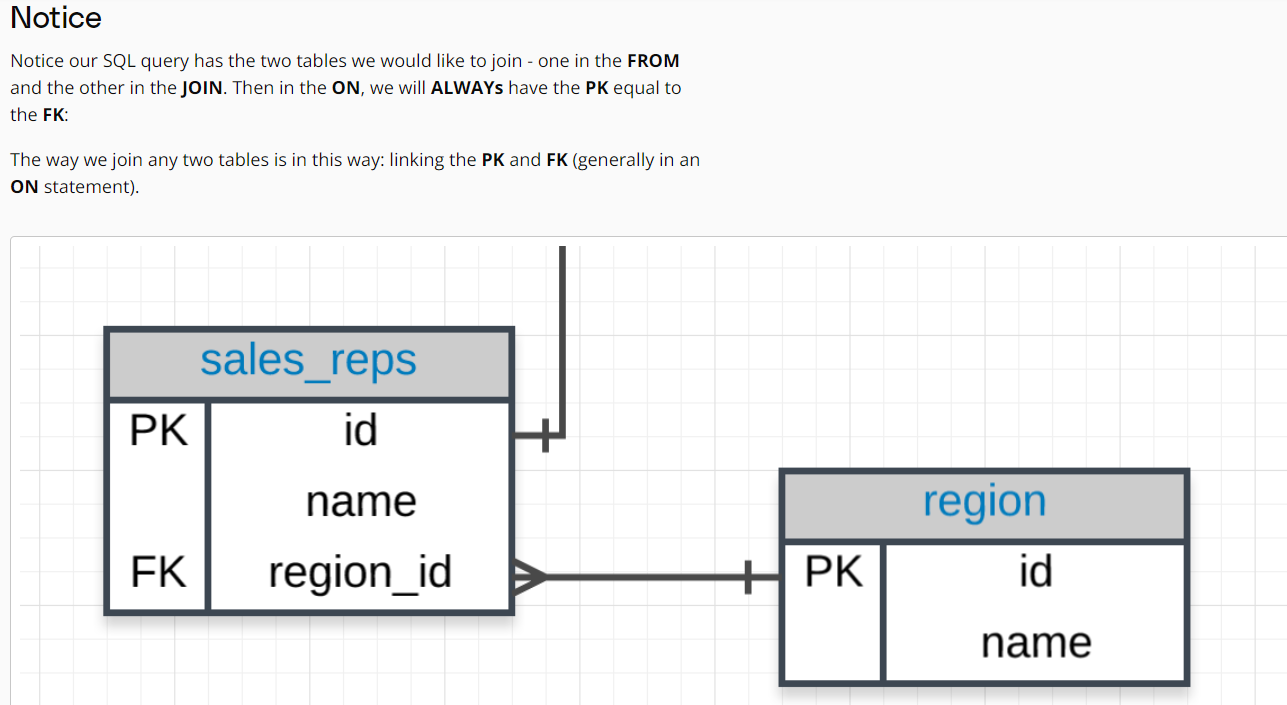 Notice
Notice our SQL query has the two tables we would like to join - one in the FROM
and the other in the JOIN. Then in the ON, we will ALWAYs have the PK equal to
the FK:
The way we join any two tables is in this way: linking the PK and FK (generally in an
ON statement).
sales_reps
PK id
name
FK region_id
region
PK id
name